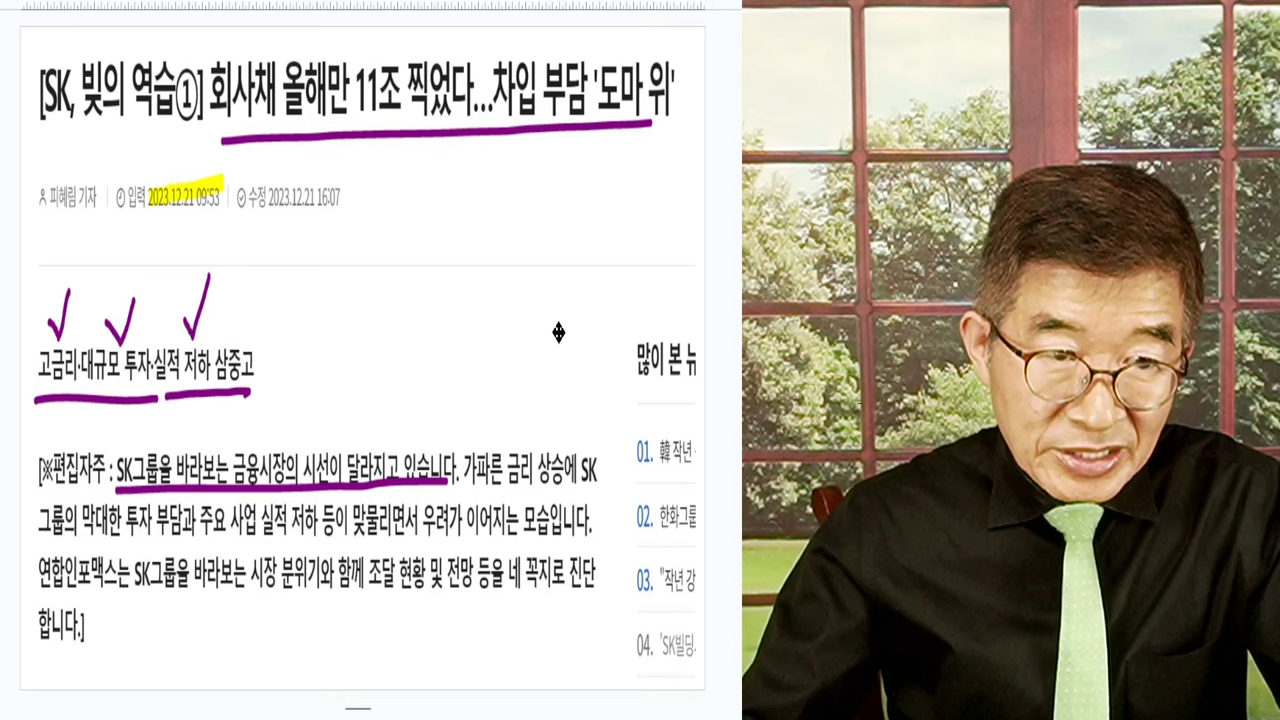 [SK, 빚의 역습①] 회사채 올해만 11조 찍었다…차입 부담 '도마 위'
피혜림 기자 입력 2023.12.21 09:53 수정 2023.12.21 16:07
고금리·대규모 투자·실적 저하 삼중고
[※편집자주 : SK그룹을 바라보는 금융시장의 시선이 달라지고 있습니다. 가파른 금리 상승에 SK
그룹의 막대한 투자 부담과 주요 사업 실적 저하 등이 맞물리면서 우려가 이어지는 모습입니다.
연합인포맥스는 SK그룹을 바라보는 시장 분위기와 함께 조달 현황 및 전망 등을 네 꼭지로 진단
합니다.]
많이 본 뉴
01. 韓 작년
02. 한화그룹
03. "작년 강
04. 'SK빌딩